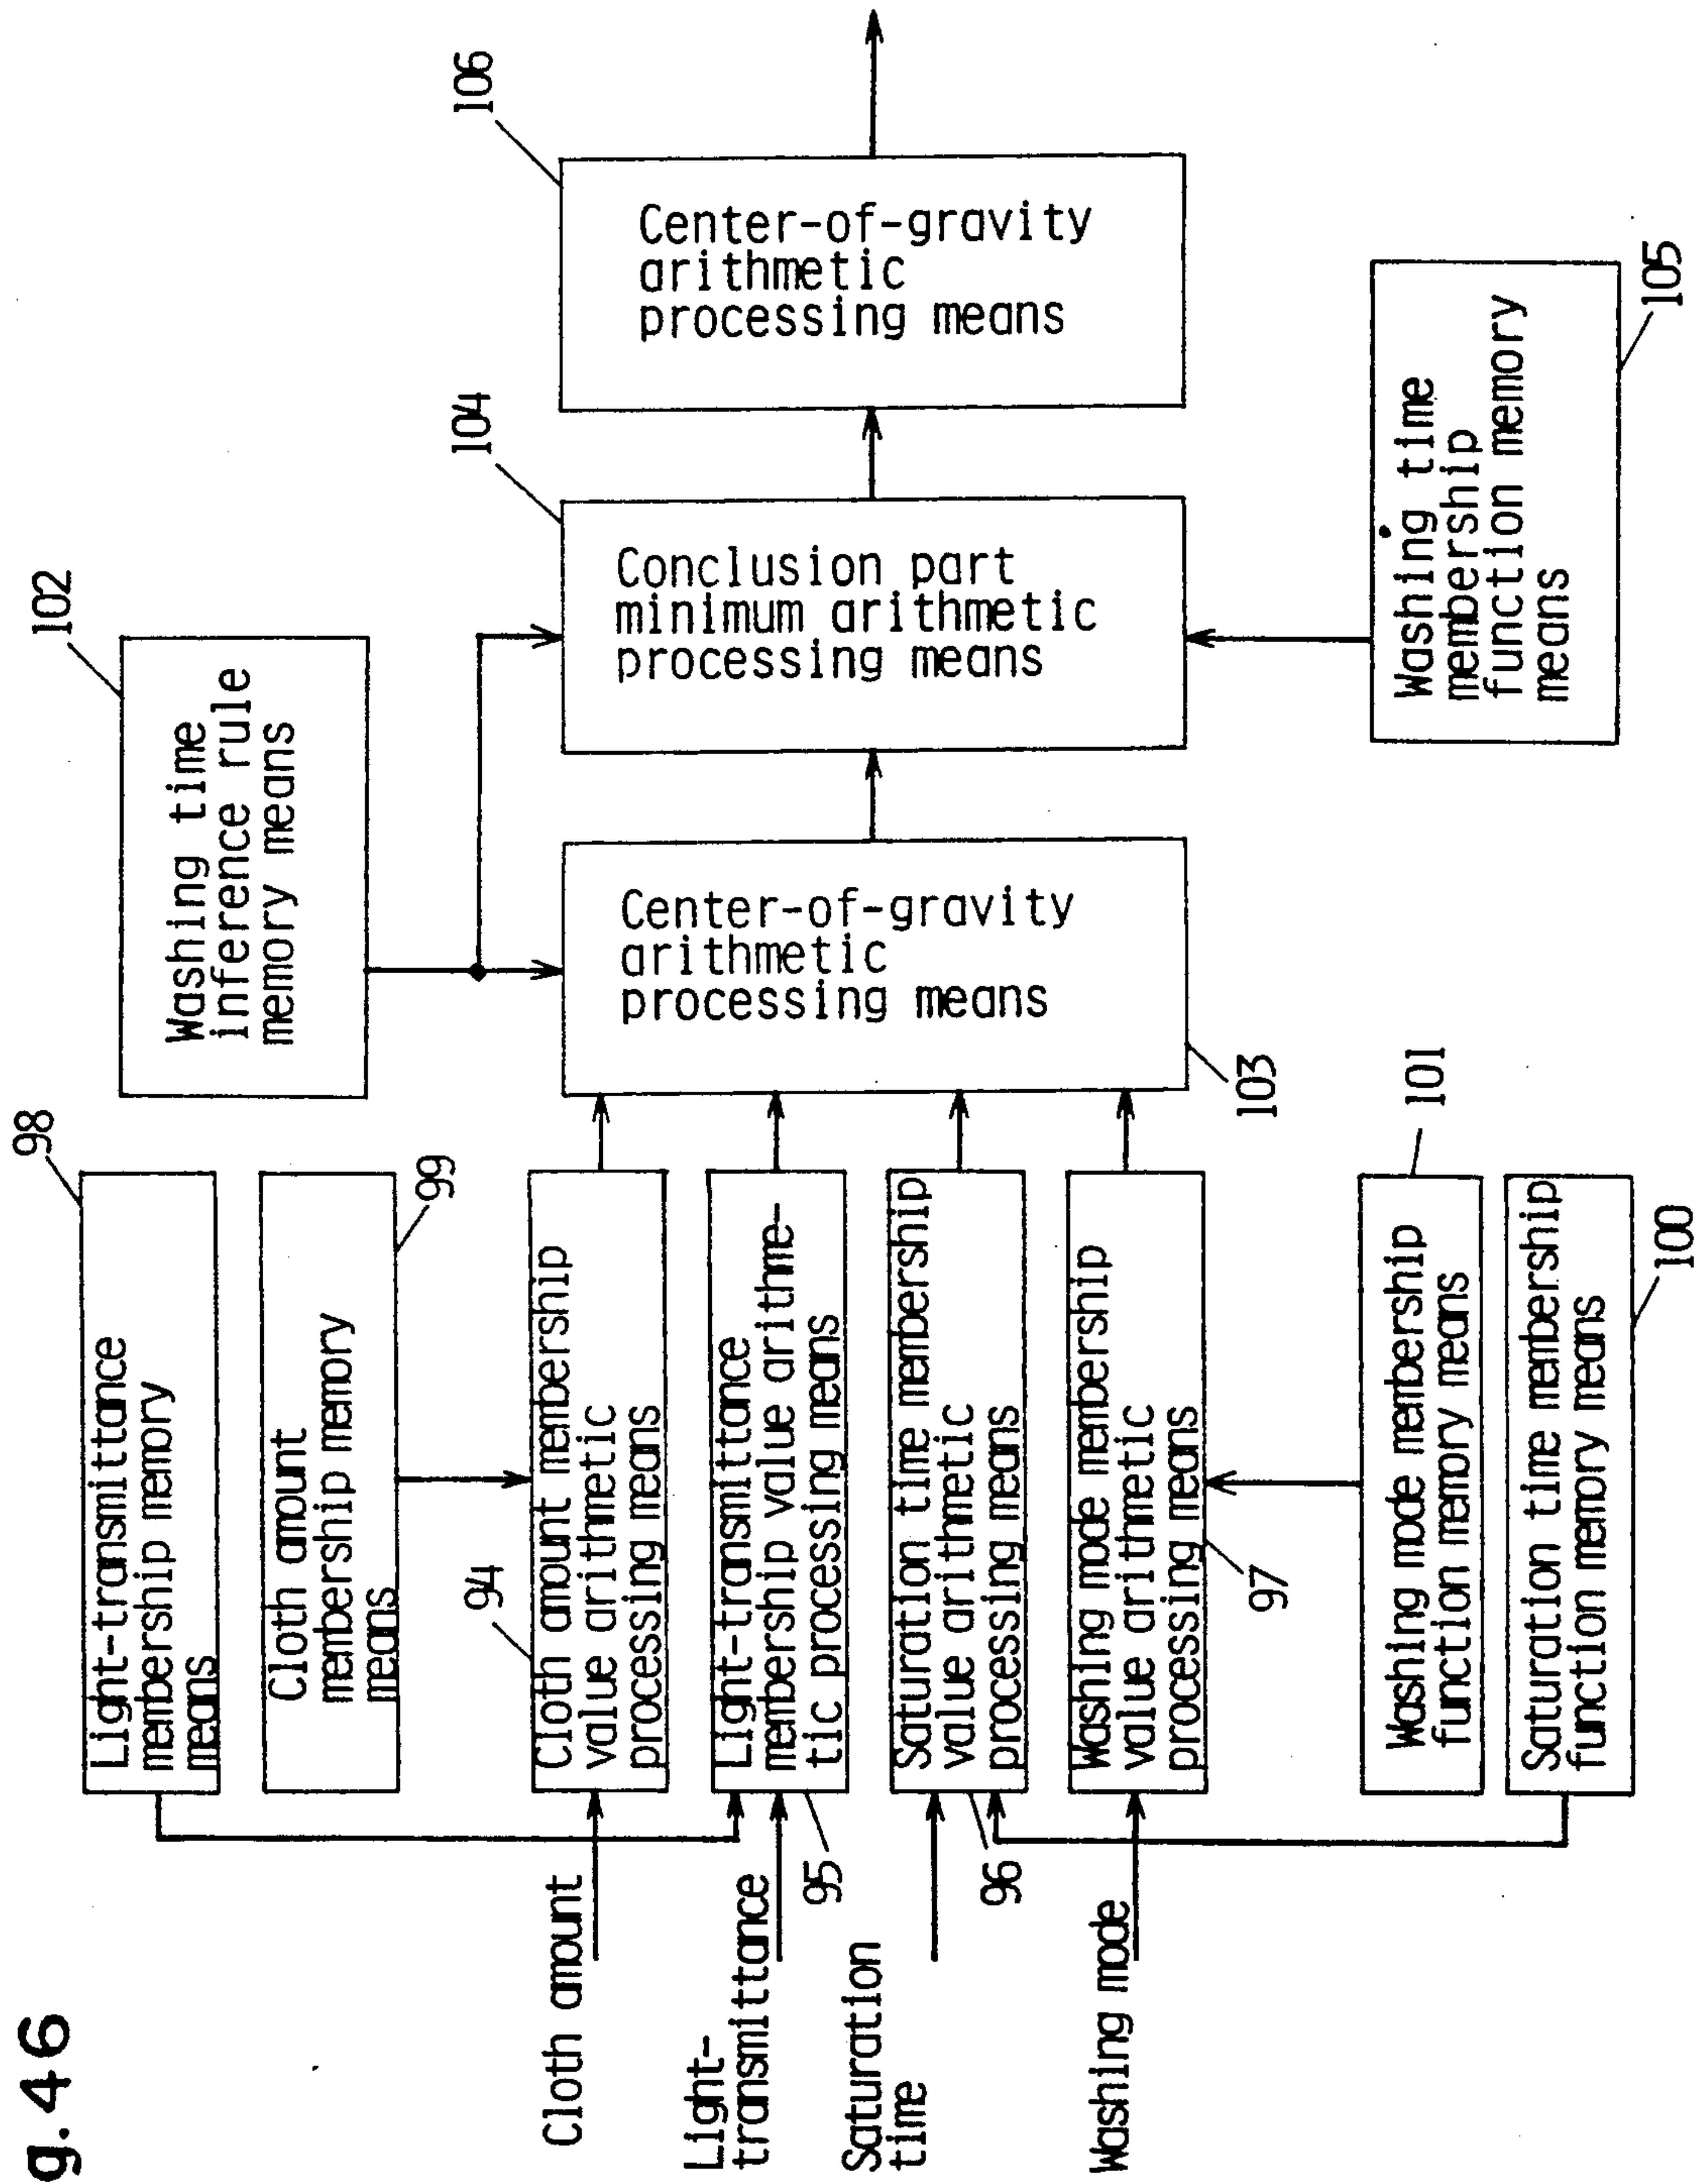 g.46
98
Light-transmittance
membership memory
means
Cloth amount
membership memory
means
99
102
Washing time
inference rule
memory means
104
106
Cloth amount
94
Cloth amount membership
value arithmetic
processing means
Light-
transmittance
95
Light-transmittance
membership value arithme-
tic processing means
Saturation
time
96
Saturation time membership
value arithmetic
processing means
Washing mode
Washing mode membership
value arithmetic
processing means
97
Center-of-gravity
arithmetic
processing means
103
Conclusion part
minimum arithmetic
processing means
Center-of-gravity
arithmetic
processing means
101
Washing mode membership
function memory means
Saturation time membership
function memory means
100
Washing time
membership
function memory
means
105